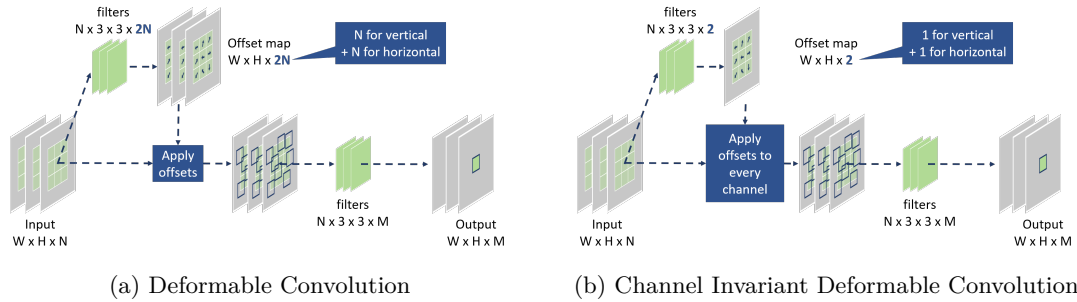 filters
N x 3 x 3 x 2N
Offset map
W x H x 2N
N for vertical
+ N for horizontal
Apply
offsets
Input
W x H x N
filters
N x 3 x 3 x M
Output
W x H x M
(a) Deformable Convolution
filters
N x 3 x 3 x 2
Offset map
W x H x 2
1 for vertical
+ 1 for horizontal
Apply
offsets to
every
channel
Input
W x H x N
filters
N x 3 x 3 x M
Output
W x H x M
(b) Channel Invariant Deformable Convolution